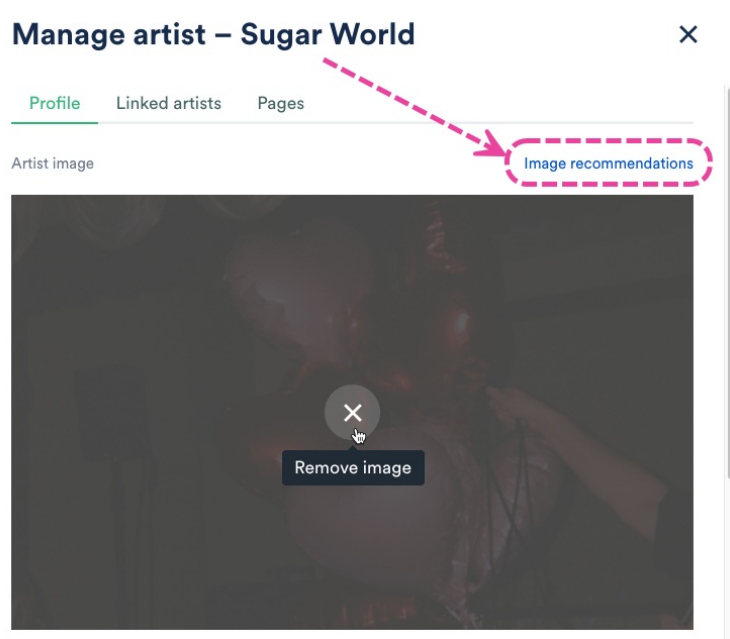 Manage artist – Sugar World
Profile Linked artists Pages
Artist image Image recommendations
Remove image